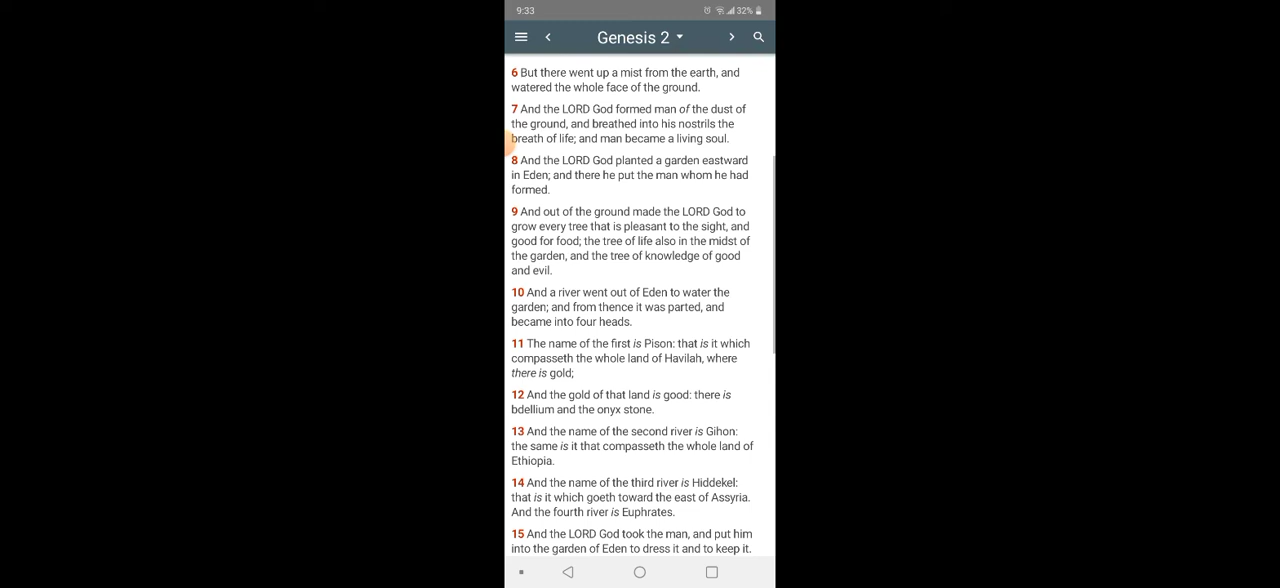 9:33
32%
Genesis 2
6 But there went up a mist from the earth, and
watered the whole face of the ground.
7 And the LORD God formed man of the dust of
the ground, and breathed into his nostrils the
breath of life; and man became a living soul.
8 And the LORD God planted a garden eastward
in Eden; and there he put the man whom he had
formed.
9 And out of the ground made the LORD God to
grow every tree that is pleasant to the sight, and
good for food; the tree of life also in the midst of
the garden, and the tree of knowledge of good
and evil.
10 And a river went out of Eden to water the
garden; and from thence it was parted, and
became into four heads.
11 The name of the first is Pison: that is it which
compasseth the whole land of Havilah, where
there is gold;
12 And the gold of that land is good: there is
bdellium and the onyx stone.
13 And the name of the second river is Gihon:
the same is it that compasseth the whole land of
Ethiopia.
14 And the name of the third river is Hiddekel:
that is it which goeth toward the east of Assyria.
And the fourth river is Euphrates.
15 And the LORD God took the man, and put him
into the garden of Eden to dress it and to keep it.